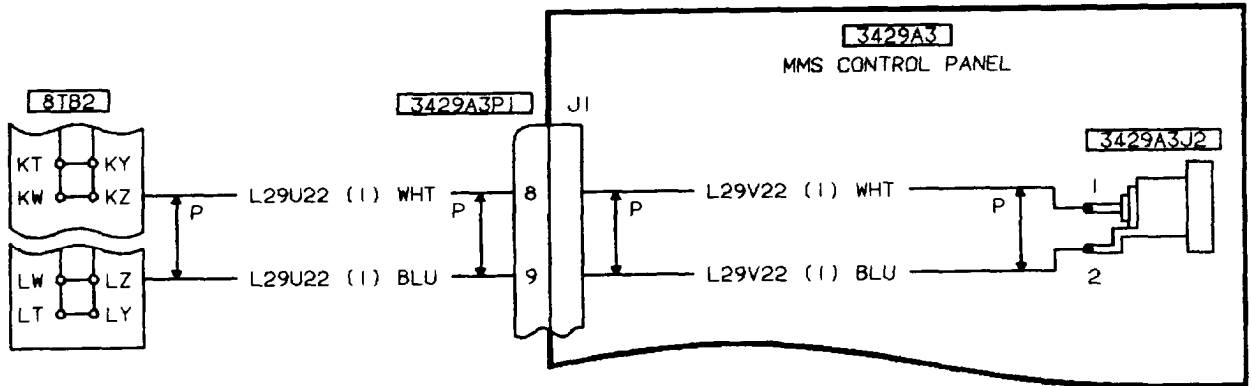 3429A3
MMS CONTROL PANEL
8TB2
3429A3P1
J1
3429A3J2
KT KY
KW KZ
P
L29U22 (1) WHT
P
8
P
L29V22 (1) WHT
P
1
LW LZ
L29U22 (1) BLU
9
L29V22 (1) BLU
2
LT LY